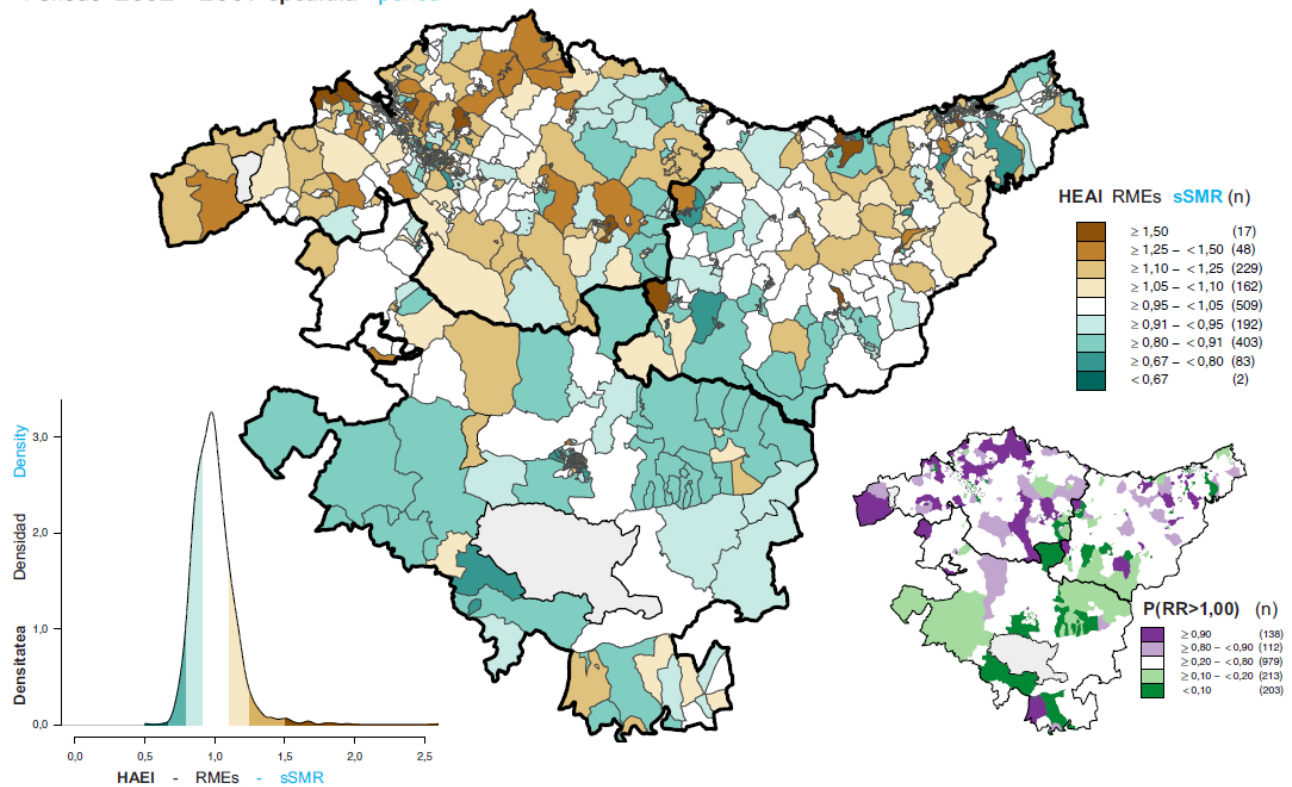 HEAI RMEs sSMR (n)
≥ 1,50 (17)
≥ 1,25 – < 1,50 (48)
≥ 1,10 – < 1,25 (229)
≥ 1,05 – < 1,10 (162)
≥ 0,95 – < 1,05 (509)
≥ 0,91 – < 0,95 (192)
≥ 0,80 – < 0,91 (403)
≥ 0,67 – < 0,80 (83)
< 0,67 (2)
Densitatea Densidad Density
3,0
2,0
1,0
0,0
0,0 0,5 1,0 1,5 2,0 2,5
HAEI - RMEs - sSMR
P(RR>1,00) (n)
≥ 0,90 (138)
≥ 0,80 – < 0,90 (112)
≥ 0,20 – < 0,80 (979)
≥ 0,10 – < 0,20 (213)
< 0,10 (203)